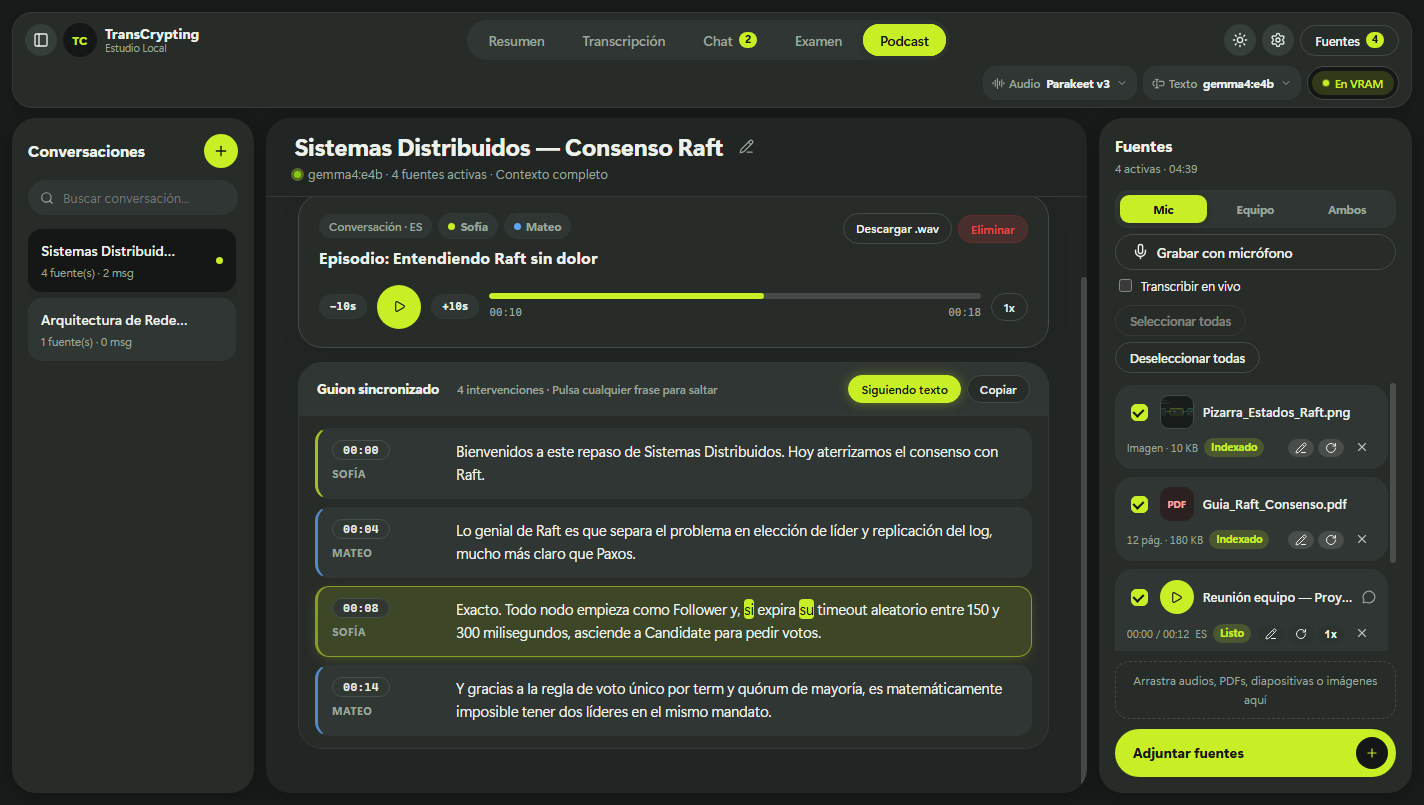 TC
TransCrypting
Estudio Local
Resumen
Transcripción
Chat 2
Examen
Podcast
Fuentes 4
Audio Parakeet v3
Texto gemma4:e4b
En VRAM
Conversaciones
+
Buscar conversación...
Sistemas Distribuid...
4 fuente(s) · 2 msg
Arquitectura de Rede...
1 fuente(s) · 0 msg
Sistemas Distribuidos — Consenso Raft
gemma4:e4b · 4 fuentes activas · Contexto completo
Conversación · ES
Sofía
Mateo
Descargar .wav
Eliminar
Episodio: Entendiendo Raft sin dolor
−10s
+10s
00:10
00:18
1x
Guion sincronizado
4 intervenciones · Pulsa cualquier frase para saltar
Siguiendo texto
Copiar
00:00
SOFÍA
Bienvenidos a este repaso de Sistemas Distribuidos. Hoy aterrizamos el consenso con
Raft.
00:04
MATEO
Lo genial de Raft es que separa el problema en elección de líder y replicación del log,
mucho más claro que Paxos.
00:08
SOFÍA
Exacto. Todo nodo empieza como Follower y, si expira su timeout aleatorio entre 150 y
300 milisegundos, asciende a Candidate para pedir votos.
00:14
MATEO
Y gracias a la regla de voto único por term y quórum de mayoría, es matemáticamente
imposible tener dos líderes en el mismo mandato.
Fuentes
4 activas · 04:39
Mic
Equipo
Ambos
Grabar con micrófono
Transcribir en vivo
Seleccionar todas
Deseleccionar todas
Pizarra_Estados_Raft.png
Imagen · 10 KB Indexado
PDF
Guia_Raft_Consenso.pdf
12 pág. · 180 KB Indexado
Reunión equipo — Proy...
00:00 / 00:12 ES Listo 1x
Arrastra audios, PDFs, diapositivas o imágenes
aquí
Adjuntar fuentes +